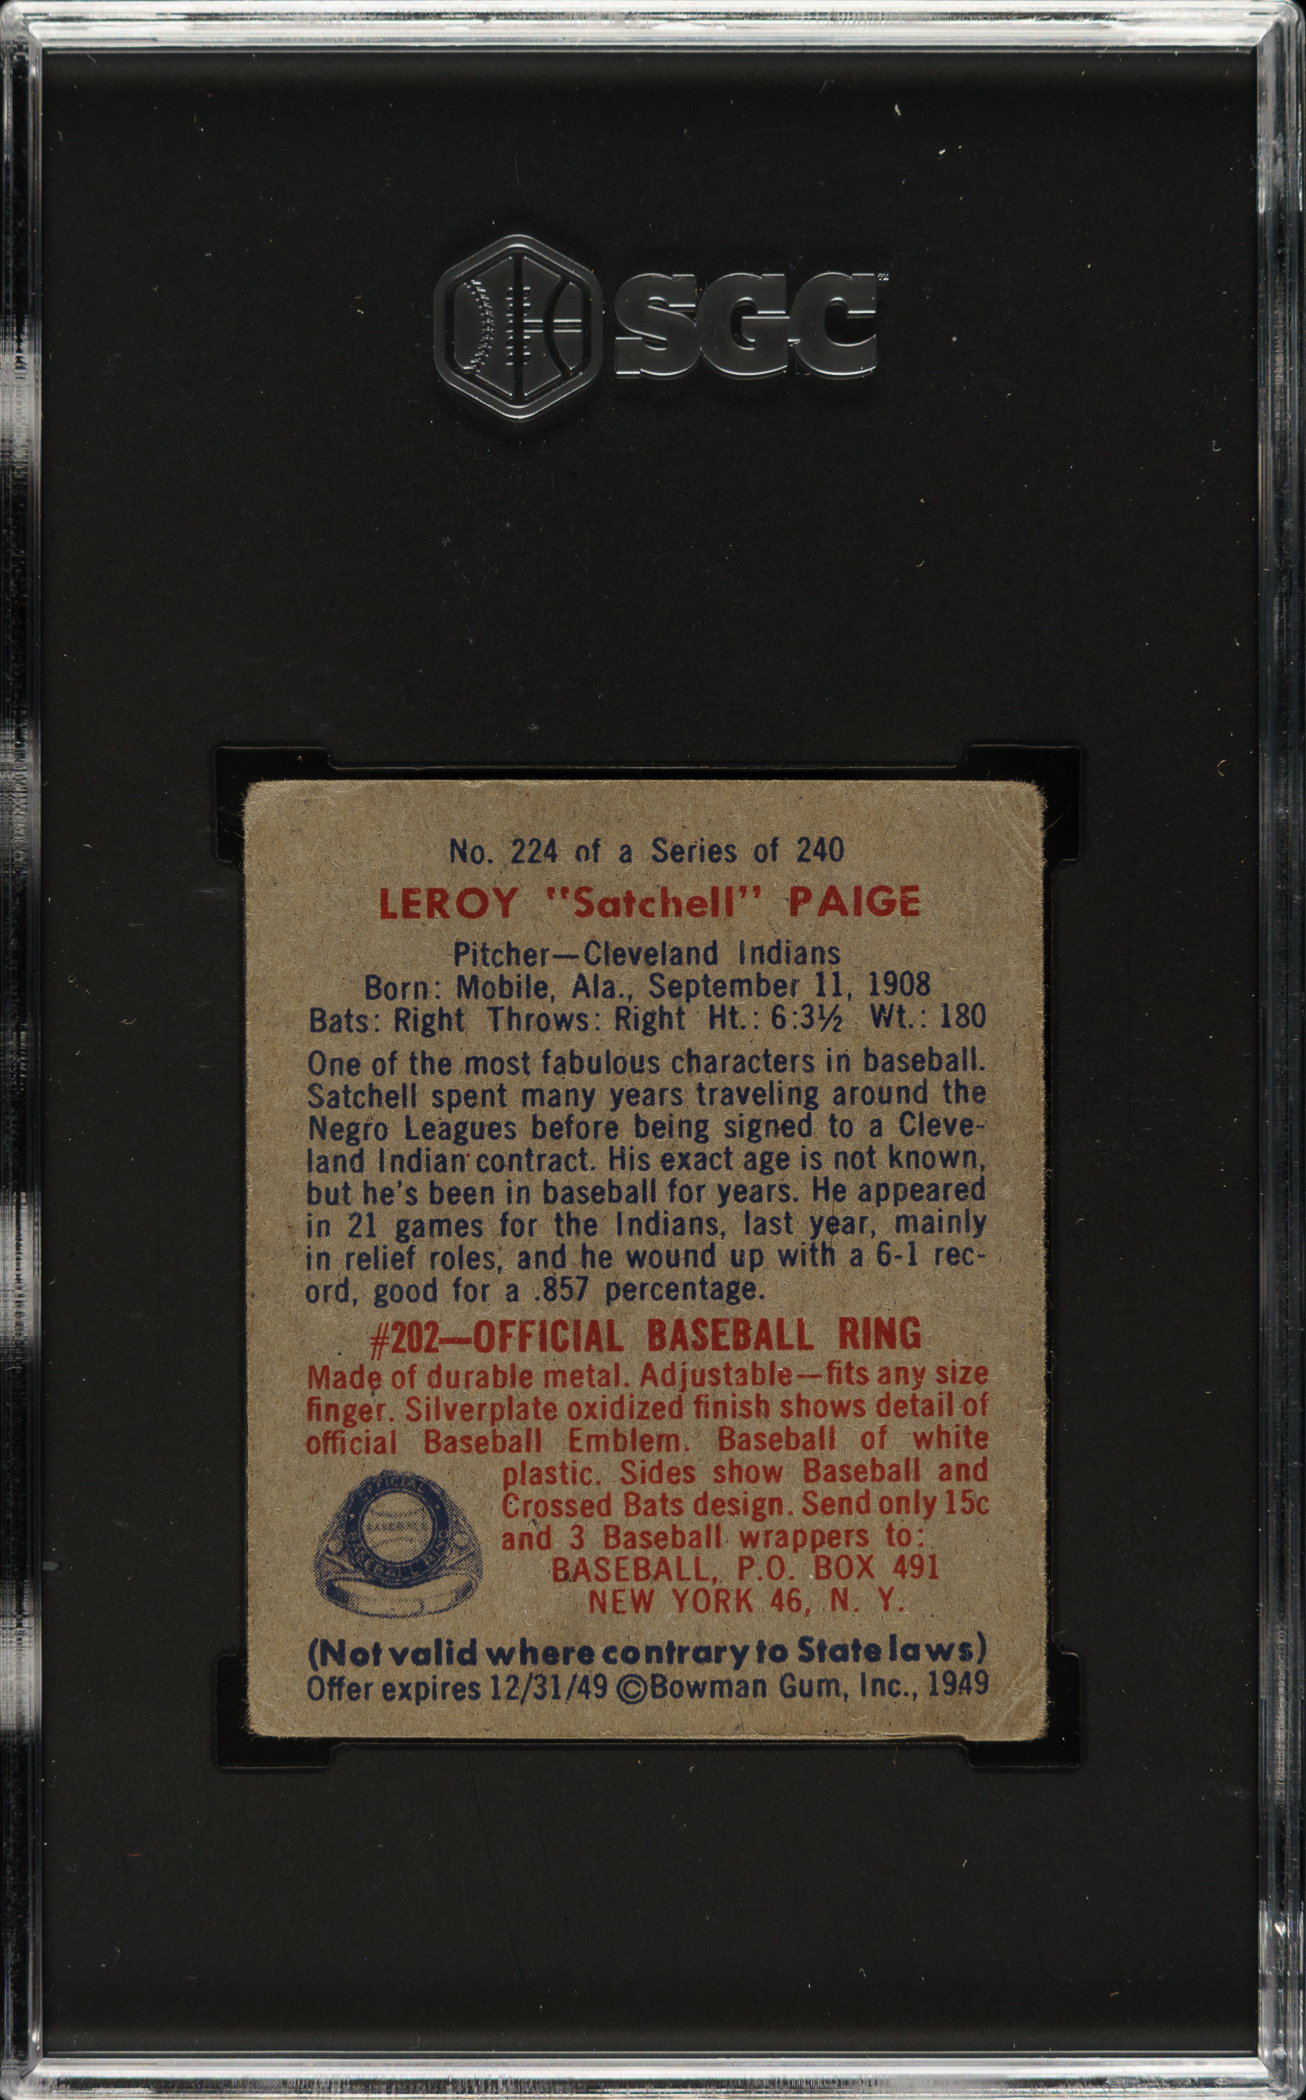 SGC
No. 224 of a Series of 240
LEROY "Satchell" PAIGE
Pitcher—Cleveland Indians
Born: Mobile, Ala., September 11, 1908
Bats: Right Throws: Right Ht.: 6:3½ Wt.: 180
One of the most fabulous characters in baseball.
Satchell spent many years traveling around the
Negro Leagues before being signed to a Cleve-
land Indian contract. His exact age is not known,
but he's been in baseball for years. He appeared
in 21 games for the Indians, last year, mainly
in relief roles, and he wound up with a 6-1 rec-
ord, good for a .857 percentage.
#202—OFFICIAL BASEBALL RING
Made of durable metal. Adjustable—fits any size
finger. Silverplate oxidized finish shows detail of
official Baseball Emblem. Baseball of white
plastic. Sides show Baseball and
Crossed Bats design. Send only 15c
and 3 Baseball wrappers to:
BASEBALL, P.O. BOX 491
NEW YORK 46, N. Y.
OFFICIAL
BASEBALL RING
(Not valid where contrary to State laws)
Offer expires 12/31/49 ©Bowman Gum, Inc., 1949